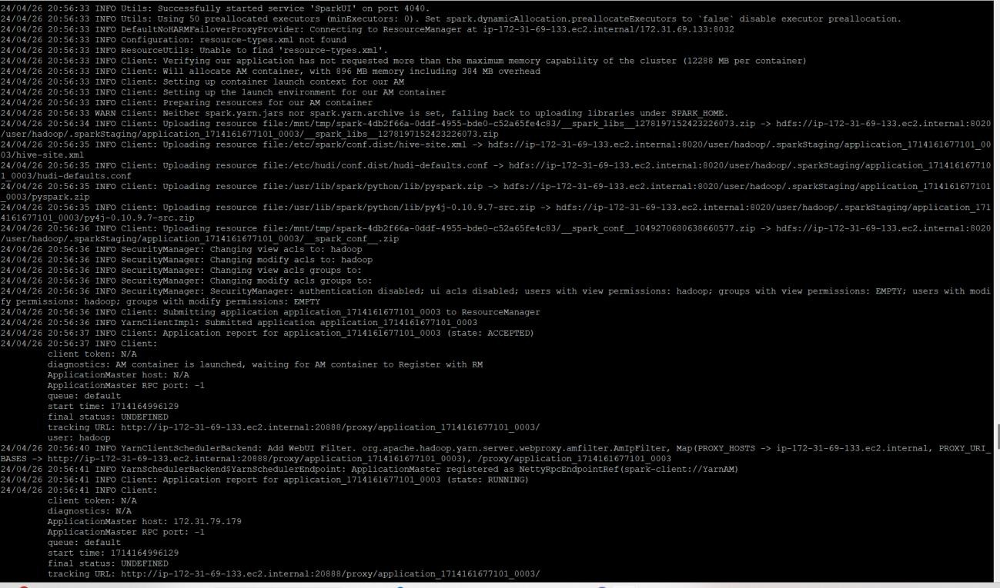 24/04/26 20:56:33 INFO Utils: Successfully started service 'SparkUI' on port 4040.
24/04/26 20:56:33 INFO Utils: Using 50 preallocated executors (minExecutors: 0). Set spark.dynamicAllocation.preallocateExecutors to `false` disable executor preallocation.
24/04/26 20:56:33 INFO DefaultNoHARMFailoverProxyProvider: Connecting to ResourceManager at ip-172-31-69-133.ec2.internal/172.31.69.133:8032
24/04/26 20:56:33 INFO Configuration: resource-types.xml not found
24/04/26 20:56:33 INFO ResourceUtils: Unable to find 'resource-types.xml'.
24/04/26 20:56:33 INFO Client: Verifying our application has not requested more than the maximum memory capability of the cluster (12288 MB per container)
24/04/26 20:56:33 INFO Client: Will allocate AM container, with 896 MB memory including 384 MB overhead
24/04/26 20:56:33 INFO Client: Setting up container launch context for our AM
24/04/26 20:56:33 INFO Client: Setting up the launch environment for our AM container
24/04/26 20:56:33 INFO Client: Preparing resources for our AM container
24/04/26 20:56:33 WARN Client: Neither spark.yarn.jars nor spark.yarn.archive is set, falling back to uploading libraries under SPARK_HOME.
24/04/26 20:56:34 INFO Client: Uploading resource file:/mnt/tmp/spark-4db2f66a-0ddf-4955-bde0-c52a65fe4c83/__spark_libs__1278197152423226073.zip -> hdfs://ip-172-31-69-133.ec2.internal:8020
/user/hadoop/.sparkStaging/application_1714161677101_0003/__spark_libs__1278197152423226073.zip
24/04/26 20:56:35 INFO Client: Uploading resource file:/etc/spark/conf.dist/hive-site.xml -> hdfs://ip-172-31-69-133.ec2.internal:8020/user/hadoop/.sparkStaging/application_1714161677101_00
03/hive-site.xml
24/04/26 20:56:35 INFO Client: Uploading resource file:/etc/hudi/conf.dist/hudi-defaults.conf -> hdfs://ip-172-31-69-133.ec2.internal:8020/user/hadoop/.sparkStaging/application_171416167710
1_0003/hudi-defaults.conf
24/04/26 20:56:35 INFO Client: Uploading resource file:/usr/lib/spark/python/lib/pyspark.zip -> hdfs://ip-172-31-69-133.ec2.internal:8020/user/hadoop/.sparkStaging/application_1714161677101
_0003/pyspark.zip
24/04/26 20:56:35 INFO Client: Uploading resource file:/usr/lib/spark/python/lib/py4j-0.10.9.7-src.zip -> hdfs://ip-172-31-69-133.ec2.internal:8020/user/hadoop/.sparkStaging/application_171
4161677101_0003/py4j-0.10.9.7-src.zip
24/04/26 20:56:36 INFO Client: Uploading resource file:/mnt/tmp/spark-4db2f66a-0ddf-4955-bde0-c52a65fe4c83/__spark_conf__1049270680638660577.zip -> hdfs://ip-172-31-69-133.ec2.internal:8020
/user/hadoop/.sparkStaging/application_1714161677101_0003/__spark_conf__.zip
24/04/26 20:56:36 INFO SecurityManager: Changing view acls to: hadoop
24/04/26 20:56:36 INFO SecurityManager: Changing modify acls to: hadoop
24/04/26 20:56:36 INFO SecurityManager: Changing view acls groups to:
24/04/26 20:56:36 INFO SecurityManager: Changing modify acls groups to:
24/04/26 20:56:36 INFO SecurityManager: SecurityManager: authentication disabled; ui acls disabled; users with view permissions: hadoop; groups with view permissions: EMPTY; users with modi
fy permissions: hadoop; groups with modify permissions: EMPTY
24/04/26 20:56:36 INFO Client: Submitting application application_1714161677101_0003 to ResourceManager
24/04/26 20:56:36 INFO YarnClientImpl: Submitted application application_1714161677101_0003
24/04/26 20:56:37 INFO Client: Application report for application_1714161677101_0003 (state: ACCEPTED)
24/04/26 20:56:37 INFO Client:
client token: N/A
diagnostics: AM container is launched, waiting for AM container to Register with RM
ApplicationMaster host: N/A
ApplicationMaster RPC port: -1
queue: default
start time: 1714164996129
final status: UNDEFINED
tracking URL: http://ip-172-31-69-133.ec2.internal:20888/proxy/application_1714161677101_0003/
user: hadoop
24/04/26 20:56:40 INFO YarnClientSchedulerBackend: Add WebUI Filter. org.apache.hadoop.yarn.server.webproxy.amfilter.AmIpFilter, Map(PROXY_HOSTS -> ip-172-31-69-133.ec2.internal, PROXY_URI_
BASES -> http://ip-172-31-69-133.ec2.internal:20888/proxy/application_1714161677101_0003), /proxy/application_1714161677101_0003
24/04/26 20:56:41 INFO YarnSchedulerBackend$YarnSchedulerEndpoint: ApplicationMaster registered as NettyRpcEndpointRef(spark-client://YarnAM)
24/04/26 20:56:41 INFO Client: Application report for application_1714161677101_0003 (state: RUNNING)
24/04/26 20:56:41 INFO Client:
client token: N/A
diagnostics: N/A
ApplicationMaster host: 172.31.79.179
ApplicationMaster RPC port: -1
queue: default
start time: 1714164996129
final status: UNDEFINED
tracking URL: http://ip-172-31-69-133.ec2.internal:20888/proxy/application_1714161677101_0003/